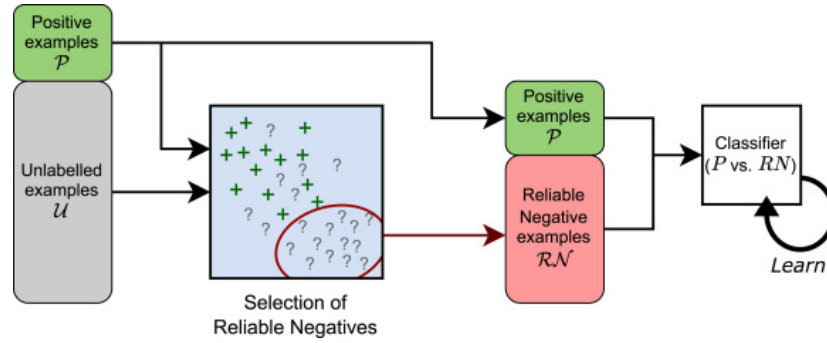 Positive
examples
𝒫
Unlabelled
examples
𝒰
+ + ? +
+ + + + +
+ ? ? ?
+ ? ? +
? + ? +
? ? ? ? ?
? ? ? ? ?
? ? ? ? ?
Selection of
Reliable Negatives
Positive
examples
𝒫
Reliable
Negative
examples
ℛ𝒩
Classifier
(P vs. RN)
Learn